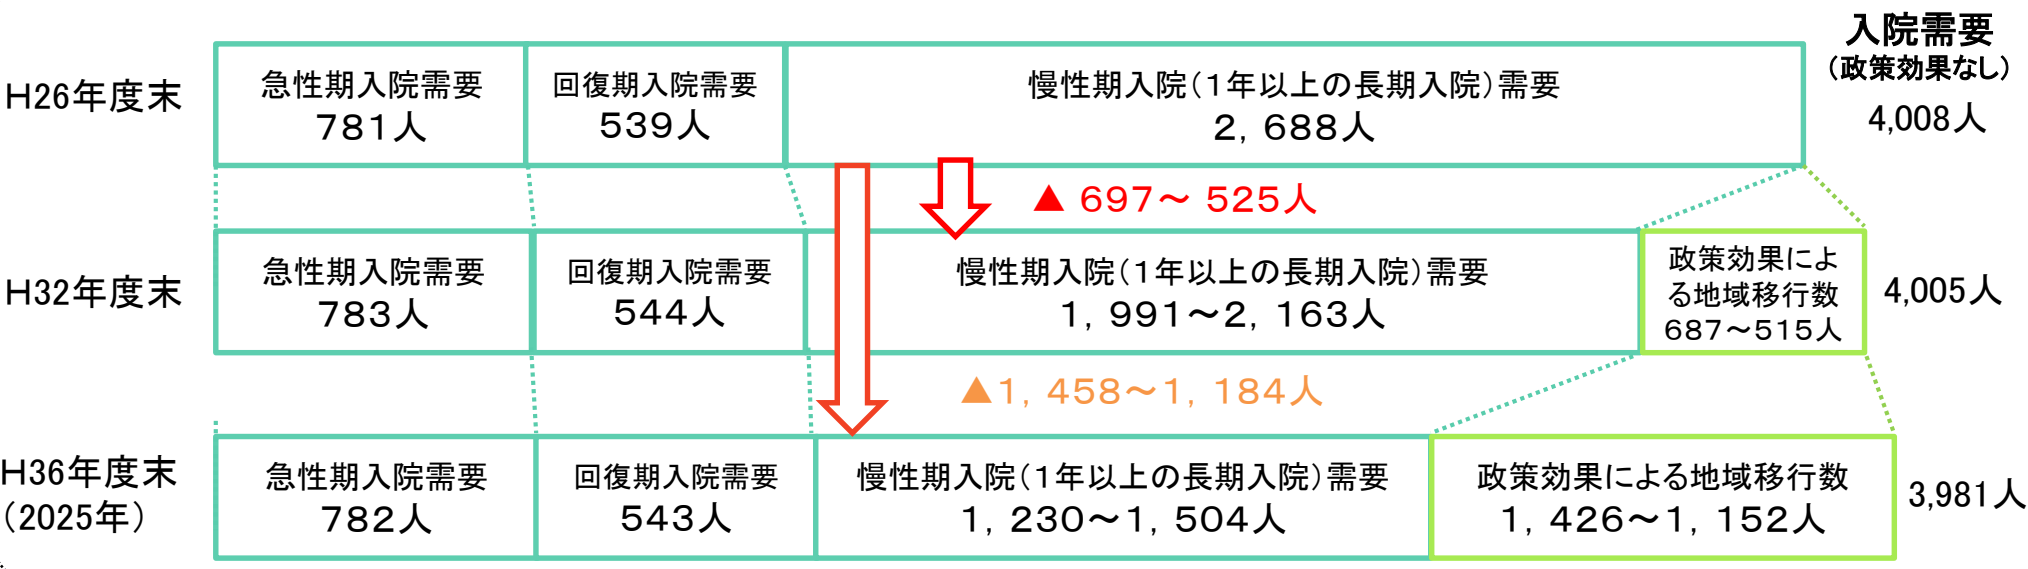 入院需要
（政策効果なし）
H26年度末
急性期入院需要
781人
回復期入院需要
539人
慢性期入院（1年以上の長期入院）需要
2，688人
4,008人
▲ 697～ 525人
H32年度末
急性期入院需要
783人
回復期入院需要
544人
慢性期入院（1年以上の長期入院）需要
1，991～2，163人
政策効果によ
る地域移行数
687～515人
4,005人
▲1，458～1，184人
H36年度末
（2025年）
急性期入院需要
782人
回復期入院需要
543人
慢性期入院（1年以上の長期入院）需要
1，230～1，504人
政策効果による地域移行数
1，426～1，152人
3,981人